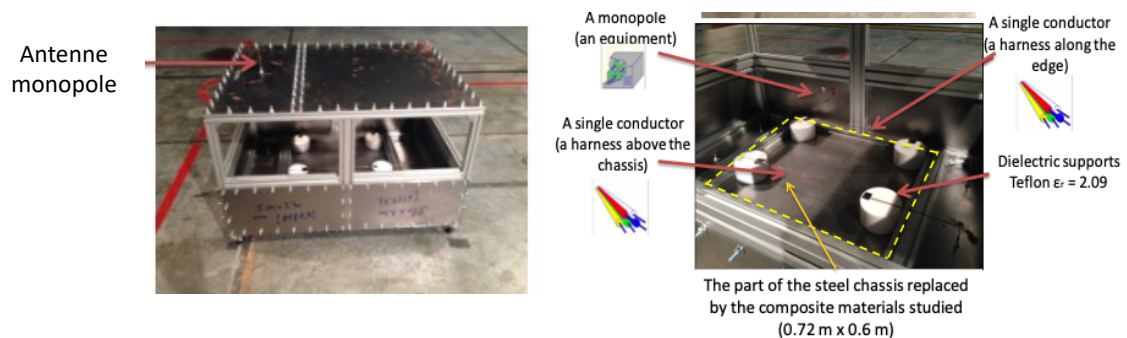 Antenne
monopole
A monopole
(an equipment)
A single conductor
(a harness above the
chassis)
A single conductor
(a harness along the
edge)
Dielectric supports
Teflon εr = 2.09
The part of the steel chassis replaced
by the composite materials studied
(0.72 m x 0.6 m)